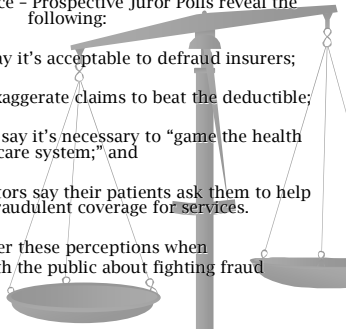 ce – Prospective Juror Polls reveal the
following:
ay it’s acceptable to defraud insurers;
xaggerate claims to beat the deductible;
say it’s necessary to “game the health
care system;” and
tors say their patients ask them to help
raudulent coverage for services.
er these perceptions when
th the public about fighting fraud